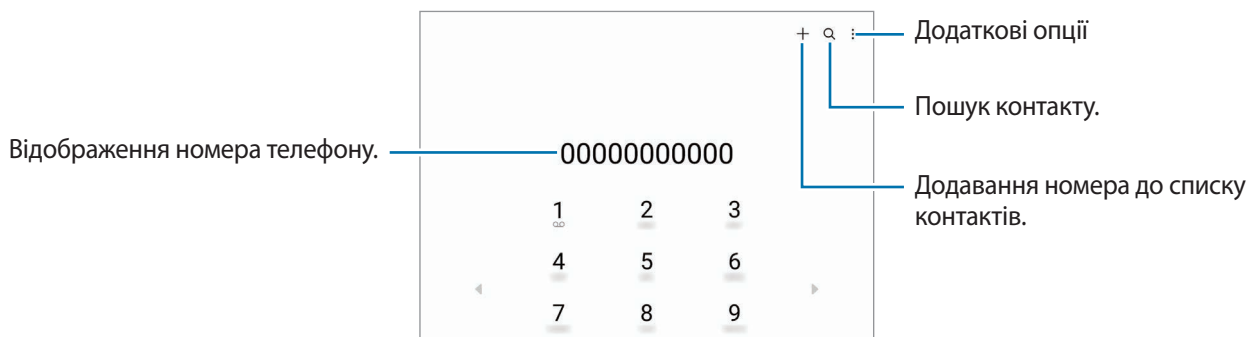 Додаткові опції
Пошук контакту.
Відображення номера телефону.
00000000000
Додавання номера до списку
контактів.
1 2 3
4 5 6
7 8 9